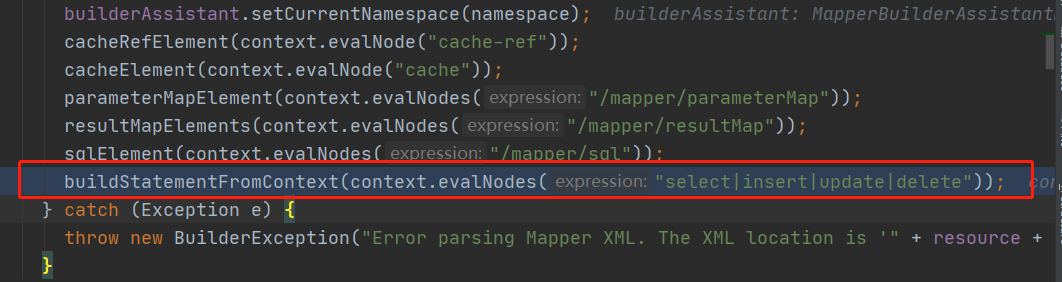 builderAssistant.setCurrentNamespace(namespace); builderAssistant: MapperBuilderAssistant
cacheRefElement(context.evalNode("cache-ref"));
cacheElement(context.evalNode("cache"));
parameterMapElement(context.evalNodes( expression: "/mapper/parameterMap"));
resultMapElements(context.evalNodes( expression: "/mapper/resultMap"));
sqlElement(context.evalNodes( expression: "/mapper/sql"));
buildStatementFromContext(context.evalNodes( expression: "select|insert|update|delete")); con
} catch (Exception e) {
throw new BuilderException("Error parsing Mapper XML. The XML location is '" + resource +
}